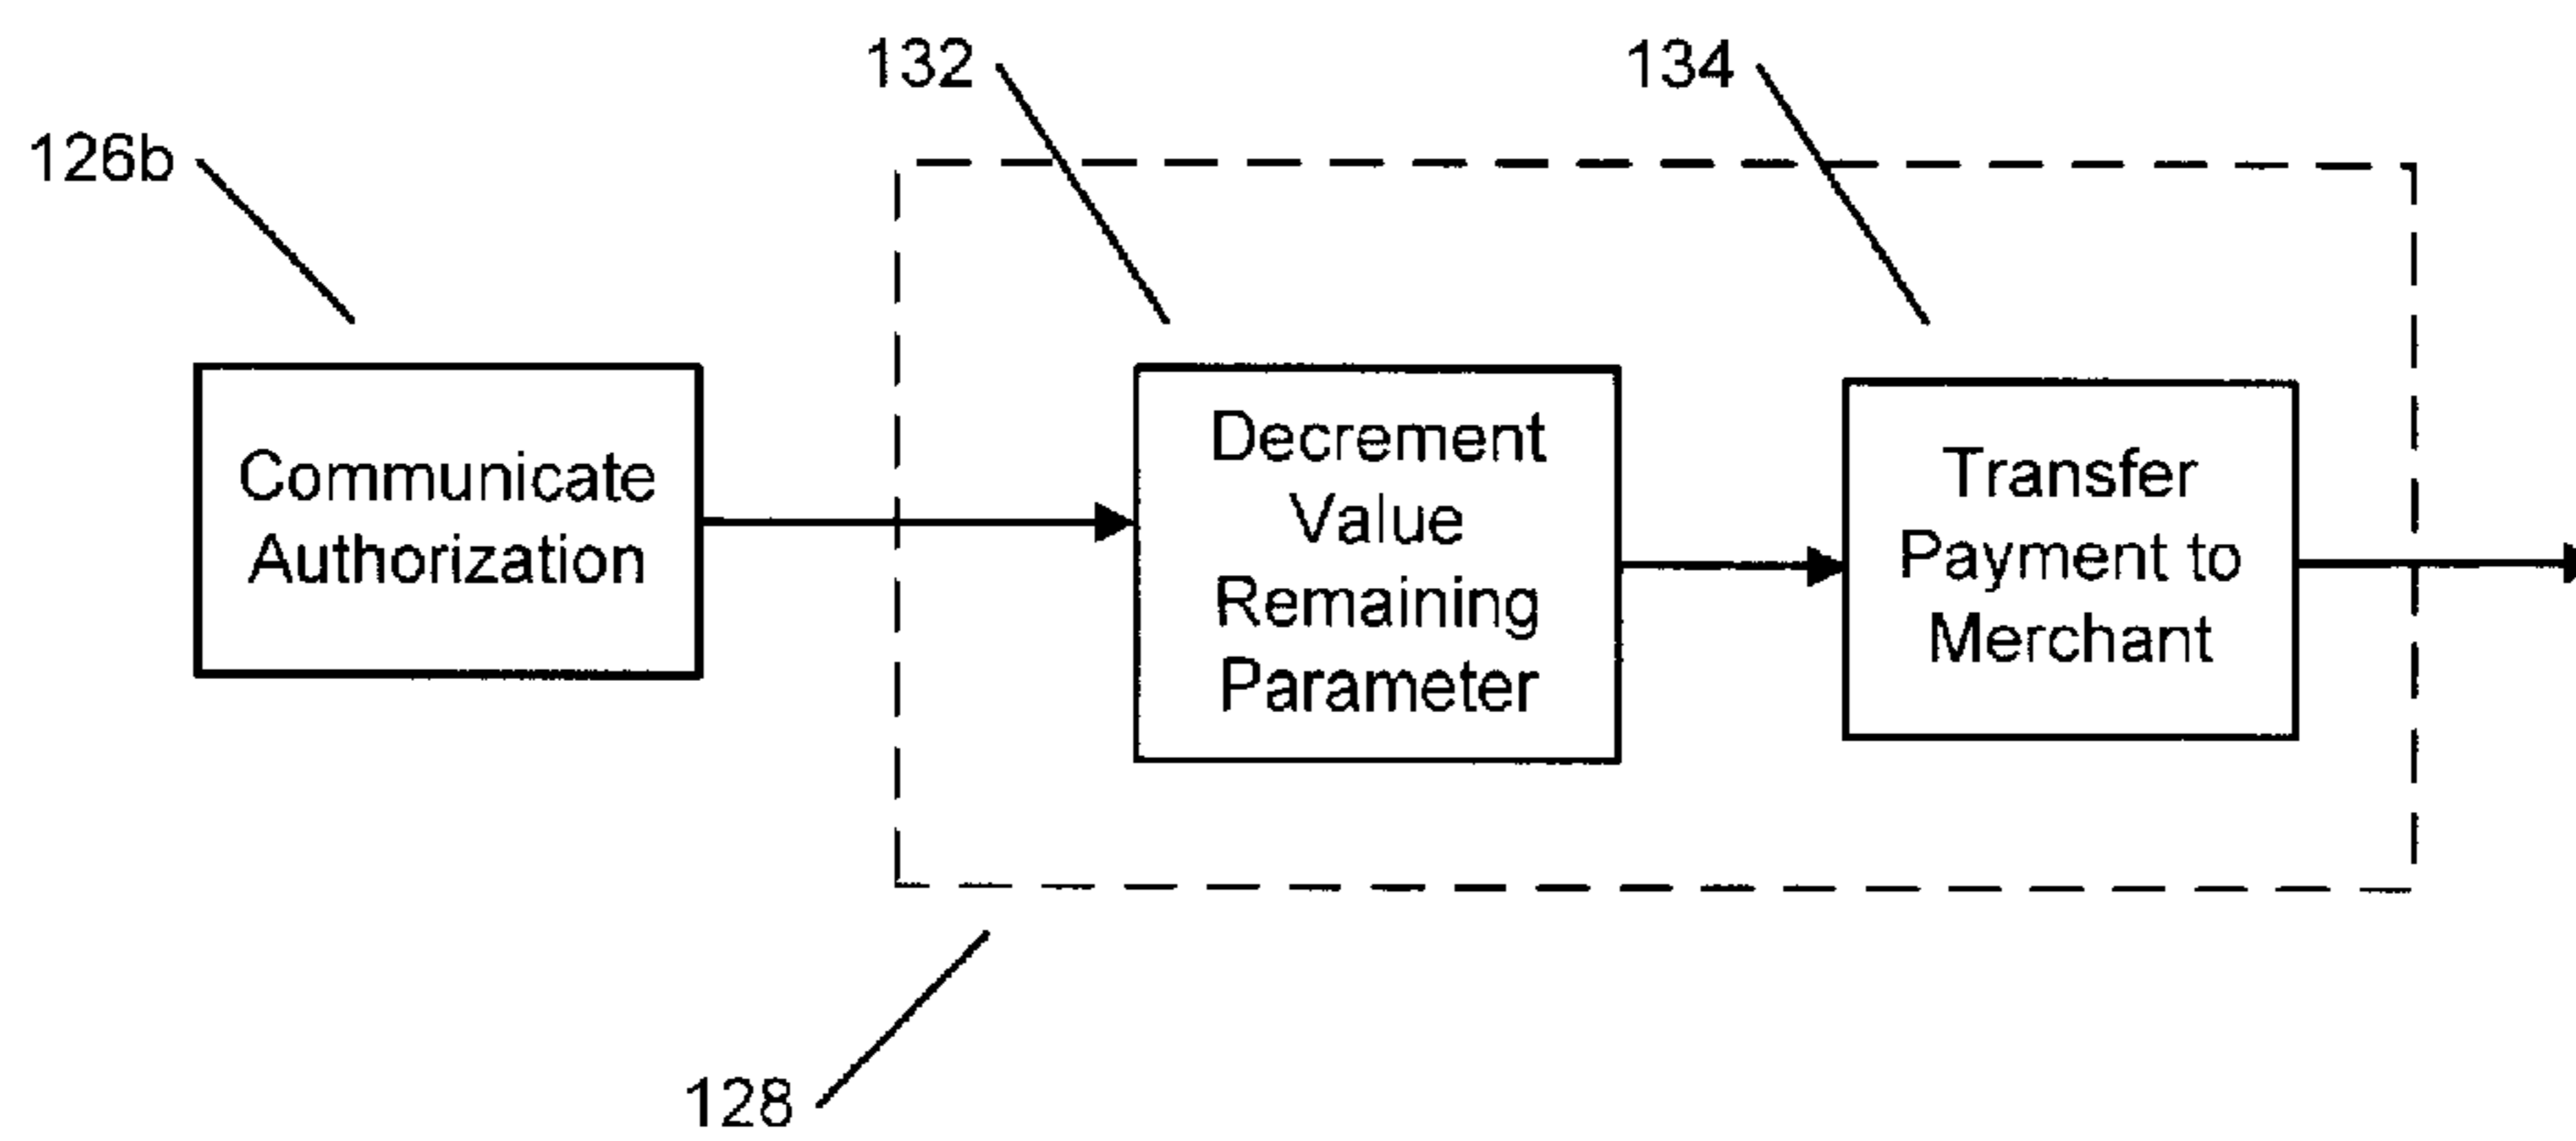 132
134
126b
Communicate
Authorization
Decrement
Value
Remaining
Parameter
Transfer
Payment to
Merchant
128